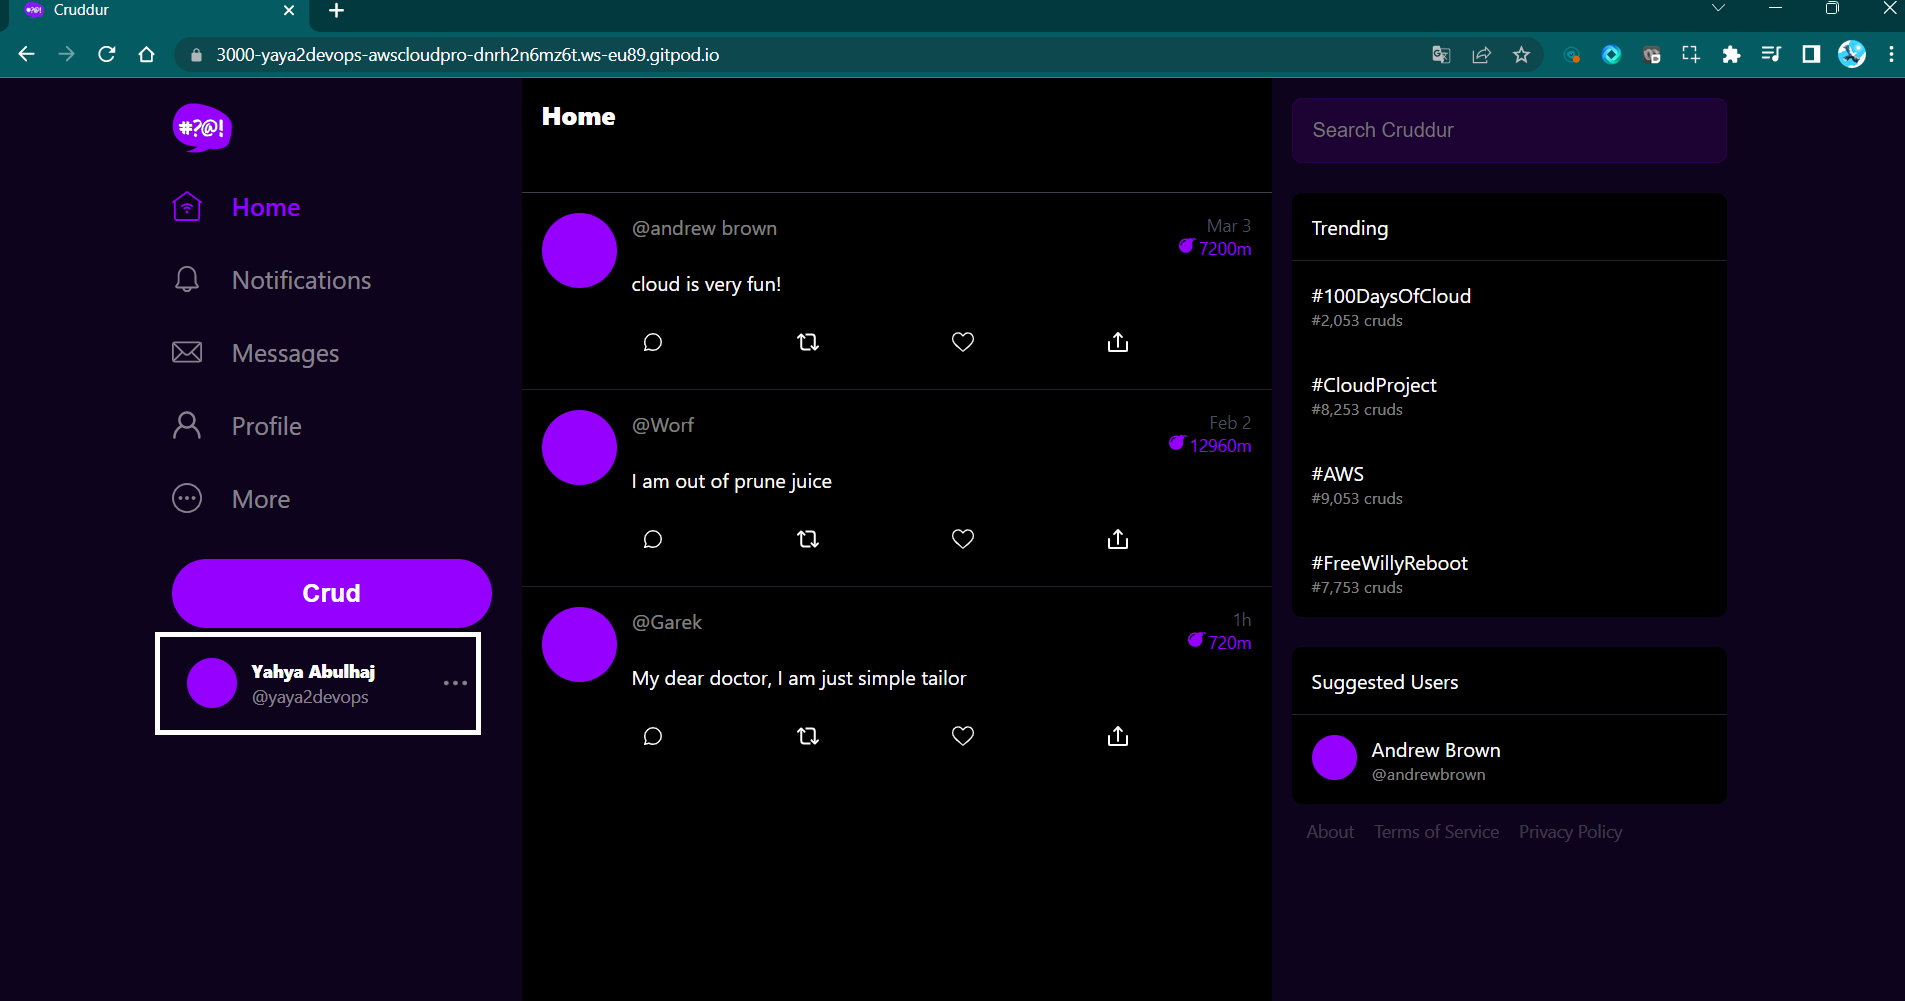 Cruddur
3000-yaya2devops-awscloudpro-dnrh2n6mz6t.ws-eu89.gitpod.io
#?@!
Home
Notifications
Messages
Profile
More
Crud
Yahya Abulhaj
@yaya2devops
Home
@andrew brown
Mar 3
7200m
cloud is very fun!
@Worf
Feb 2
12960m
I am out of prune juice
@Garek
1h
720m
My dear doctor, I am just simple tailor
Search Cruddur
Trending
#100DaysOfCloud
#2,053 cruds
#CloudProject
#8,253 cruds
#AWS
#9,053 cruds
#FreeWillyReboot
#7,753 cruds
Suggested Users
Andrew Brown
@andrewbrown
About Terms of Service Privacy Policy